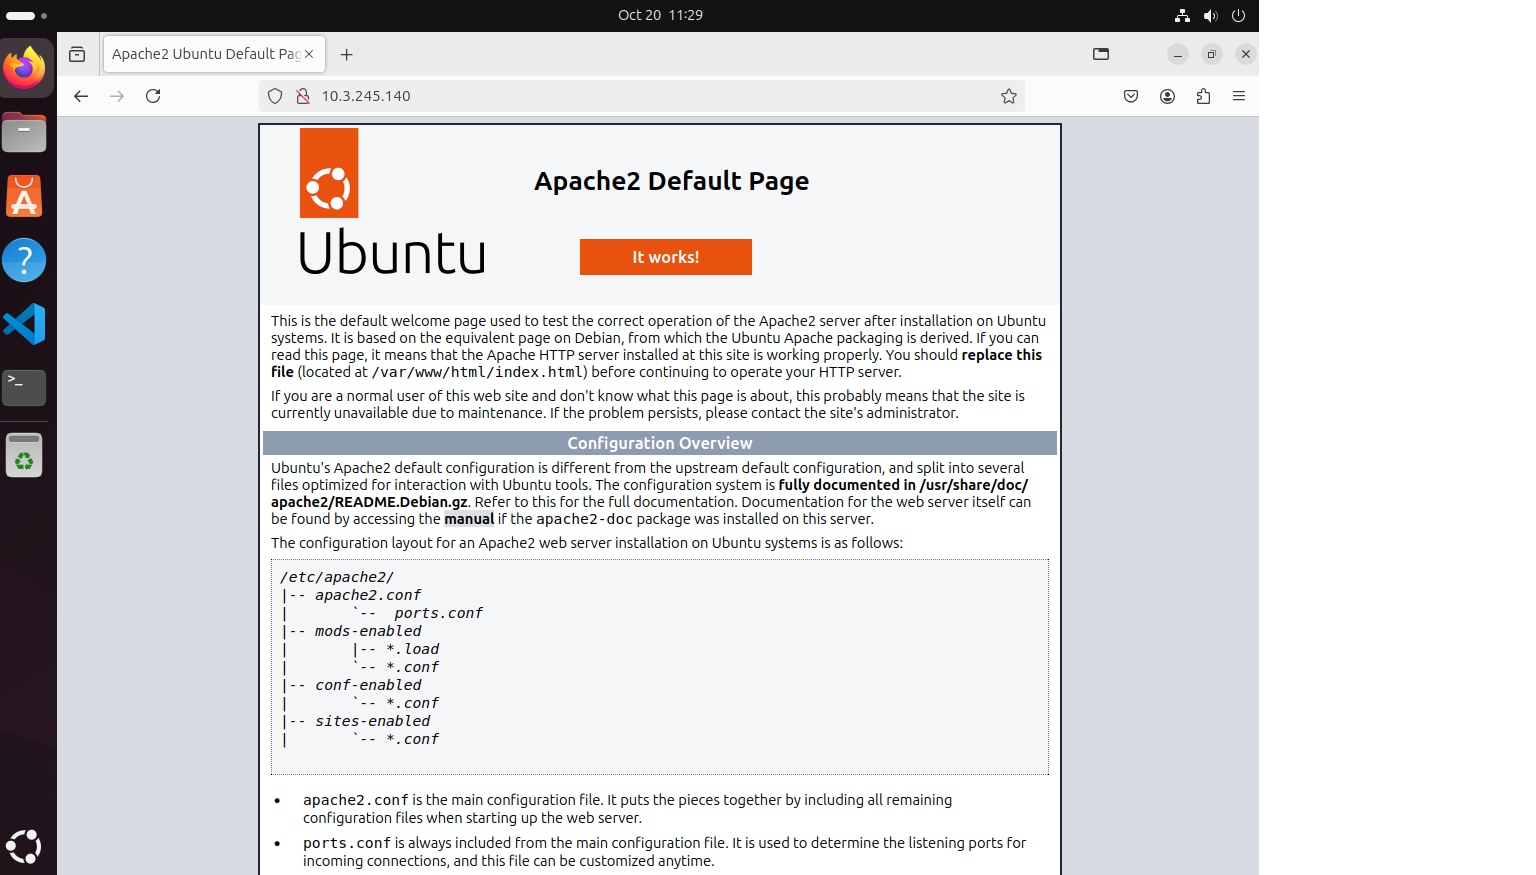 Oct 20 11:29
Apache2 Ubuntu Default Pag
10.3.245.140
Ubuntu
Apache2 Default Page
It works!
This is the default welcome page used to test the correct operation of the Apache2 server after installation on Ubuntu
systems. It is based on the equivalent page on Debian, from which the Ubuntu Apache packaging is derived. If you can
read this page, it means that the Apache HTTP server installed at this site is working properly. You should replace this
file (located at /var/www/html/index.html) before continuing to operate your HTTP server.
If you are a normal user of this web site and don't know what this page is about, this probably means that the site is
currently unavailable due to maintenance. If the problem persists, please contact the site's administrator.
Configuration Overview
Ubuntu's Apache2 default configuration is different from the upstream default configuration, and split into several
files optimized for interaction with Ubuntu tools. The configuration system is fully documented in /usr/share/doc/
apache2/README.Debian.gz. Refer to this for the full documentation. Documentation for the web server itself can
be found by accessing the manual if the apache2-doc package was installed on this server.
The configuration layout for an Apache2 web server installation on Ubuntu systems is as follows:
/etc/apache2/
|-- apache2.conf
|       `--  ports.conf
|-- mods-enabled
|       |-- *.load
|       `-- *.conf
|-- conf-enabled
|       `-- *.conf
|-- sites-enabled
|       `-- *.conf
• apache2.conf is the main configuration file. It puts the pieces together by including all remaining
configuration files when starting up the web server.
• ports.conf is always included from the main configuration file. It is used to determine the listening ports for
incoming connections, and this file can be customized anytime.